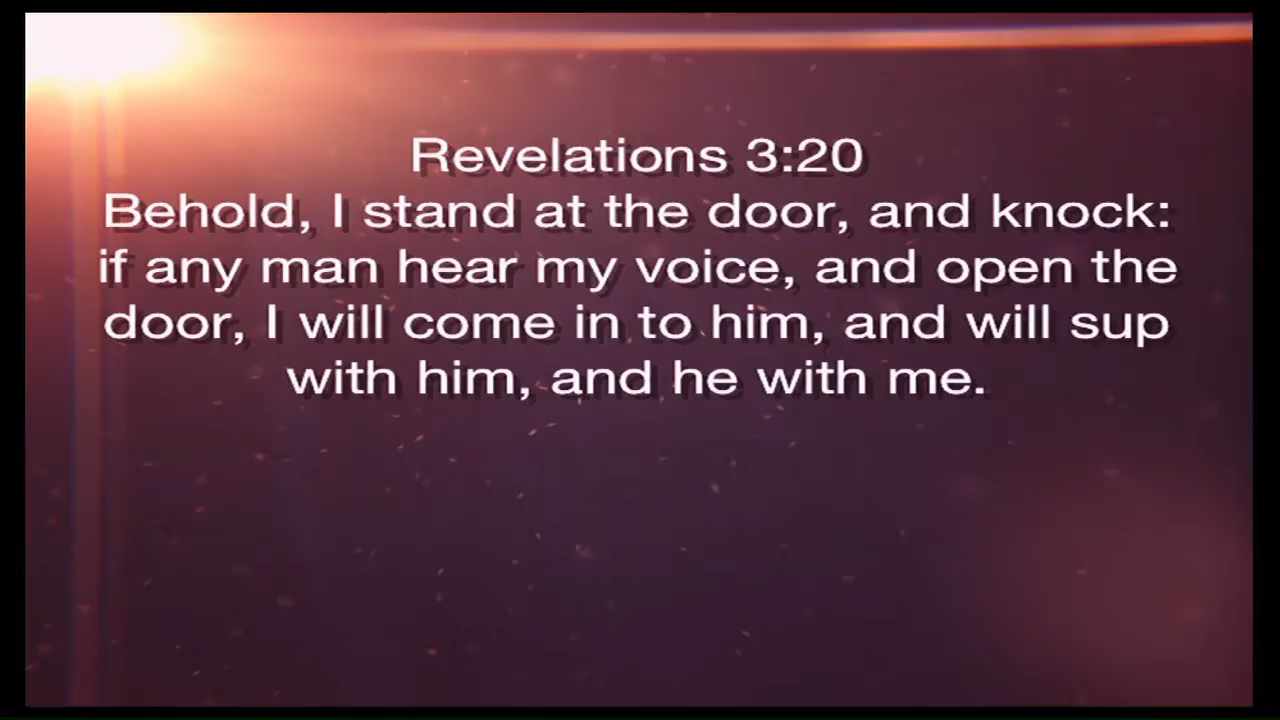 Revelations 3:20
Behold, I stand at the door, and knock:
if any man hear my voice, and open the
door, I will come in to him, and will sup
with him, and he with me.